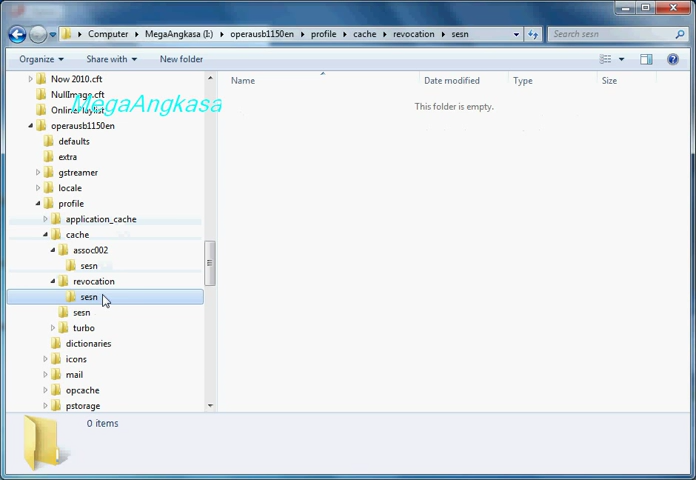 Computer MegaAngkasa (I:) operausb1150en profile cache revocation sesn
Search sesn
Organize Share with New folder
Name Date modified Type Size
This folder is empty.
Now 2010.cft
NullImage.cft
MegaAngkasa
OnlinePlaylist
operausb1150en
defaults
extra
gstreamer
locale
profile
application_cache
cache
assoc002
sesn
revocation
sesn
sesn
turbo
dictionaries
icons
mail
opcache
pstorage
0 items